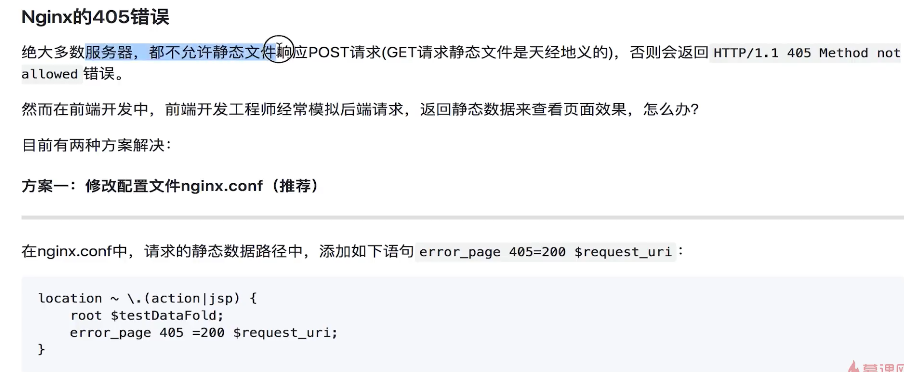 Nginx的405错误
绝大多数服务器，都不允许静态文件响应POST请求(GET请求静态文件是天经地义的)，否则会返回 HTTP/1.1 405 Method not
allowed 错误。
然而在前端开发中，前端开发工程师经常模拟后端请求，返回静态数据来查看页面效果，怎么办?
目前有两种方案解决：
方案一：修改配置文件nginx.conf（推荐）
在nginx.conf中，请求的静态数据路径中，添加如下语句 error_page 405=200 $request_uri：
location ~ \.(action|jsp) {
root $testDataFold;
error_page 405 =200 $request_uri;
}
慕课网